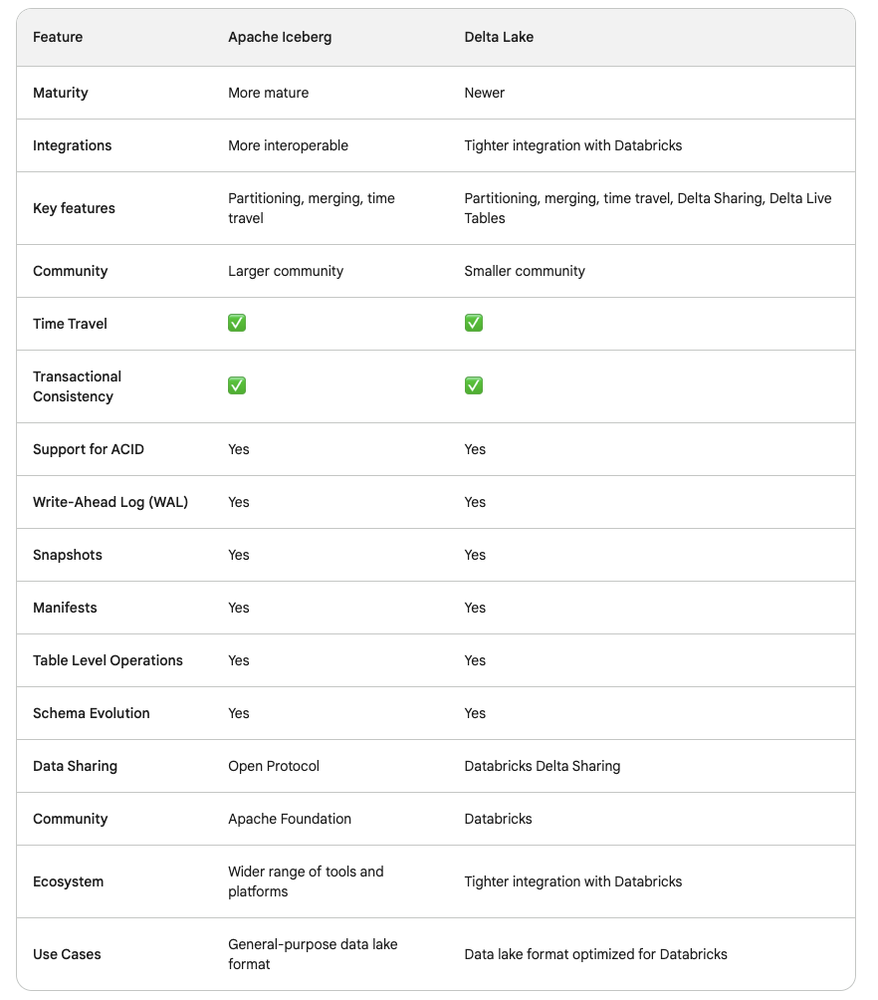 Feature Apache Iceberg Delta Lake
Maturity More mature Newer
Integrations More interoperable Tighter integration with Databricks
Key features Partitioning, merging, time travel Partitioning, merging, time travel, Delta Sharing, Delta Live Tables
Community Larger community Smaller community
Time Travel ✅ ✅
Transactional Consistency ✅ ✅
Support for ACID Yes Yes
Write-Ahead Log (WAL) Yes Yes
Snapshots Yes Yes
Manifests Yes Yes
Table Level Operations Yes Yes
Schema Evolution Yes Yes
Data Sharing Open Protocol Databricks Delta Sharing
Community Apache Foundation Databricks
Ecosystem Wider range of tools and platforms Tighter integration with Databricks
Use Cases General-purpose data lake format Data lake format optimized for Databricks